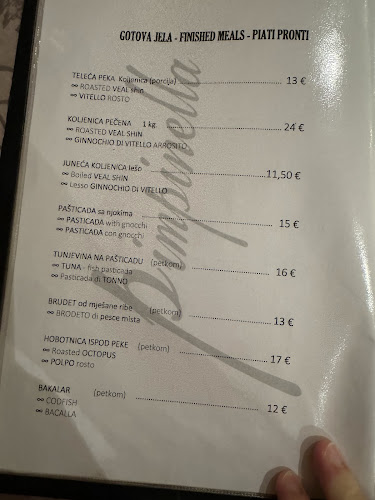 GOTOVA JELA - FINISHED MEALS - PIATI PRONTI
TELEĆA PEKA Koljenica (porcija) 13 €
∞ ROASTED VEAL shin
∞ VITELLO ROSTO
KOLJENICA PEČENA 1 kg. 24 €
∞ ROASTED VEAL SHIN
∞ GINNOCHIO DI VITELLO ARROSITO
JUNEĆA KOLJENICA lešo 11,50 €
∞ Boiled VEAL SHIN
∞ Lesso GINNOCHIO DI VITELLO
PAŠTICADA sa njokima 15 €
∞ PASTICADA with gnocchi
∞ PASTICADA con gnocchi
TUNJEVINA NA PAŠTICADU (petkom) 16 €
∞ TUNA - fish pasticada
∞ Pasticada di TONNO
BRUDET od mješane ribe (petkom) 13 €
∞ BRODETO di pesce mista
HOBOTNICA ISPOD PEKE (petkom) 17 €
∞ Roasted OCTOPUS
∞ POLPO rosto
BAKALAR (petkom) 12 €
∞ CODFISH
∞ BACALLA
pimpinella